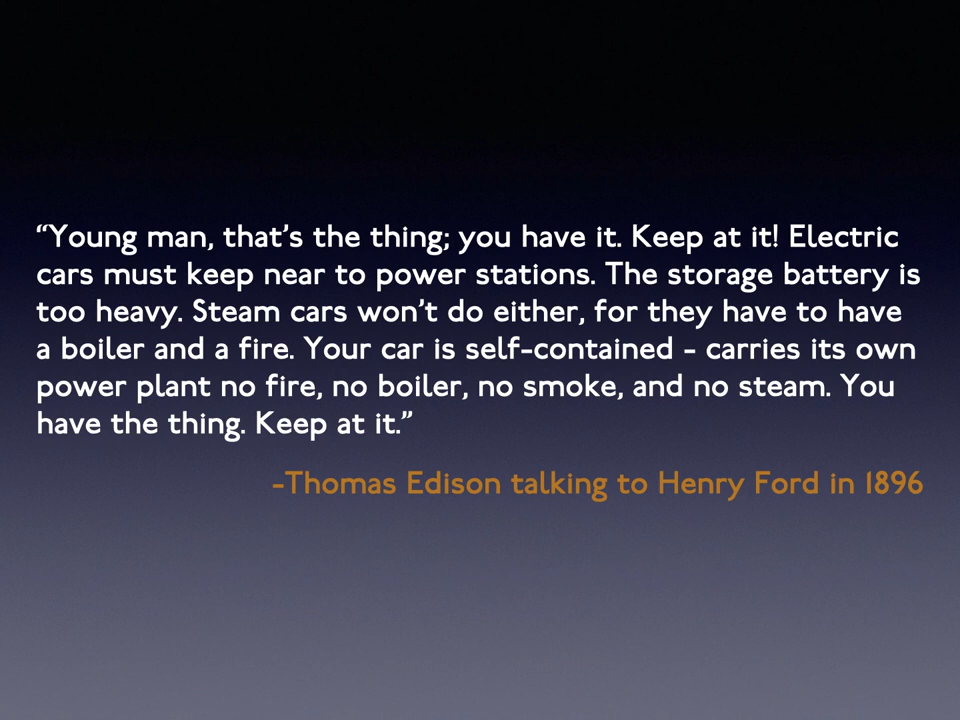 “Young man, that’s the thing; you have it. Keep at it! Electric
cars must keep near to power stations. The storage battery is
too heavy. Steam cars won’t do either, for they have to have
a boiler and a fire. Your car is self-contained - carries its own
power plant no fire, no boiler, no smoke, and no steam. You
have the thing. Keep at it.”
-Thomas Edison talking to Henry Ford in 1896